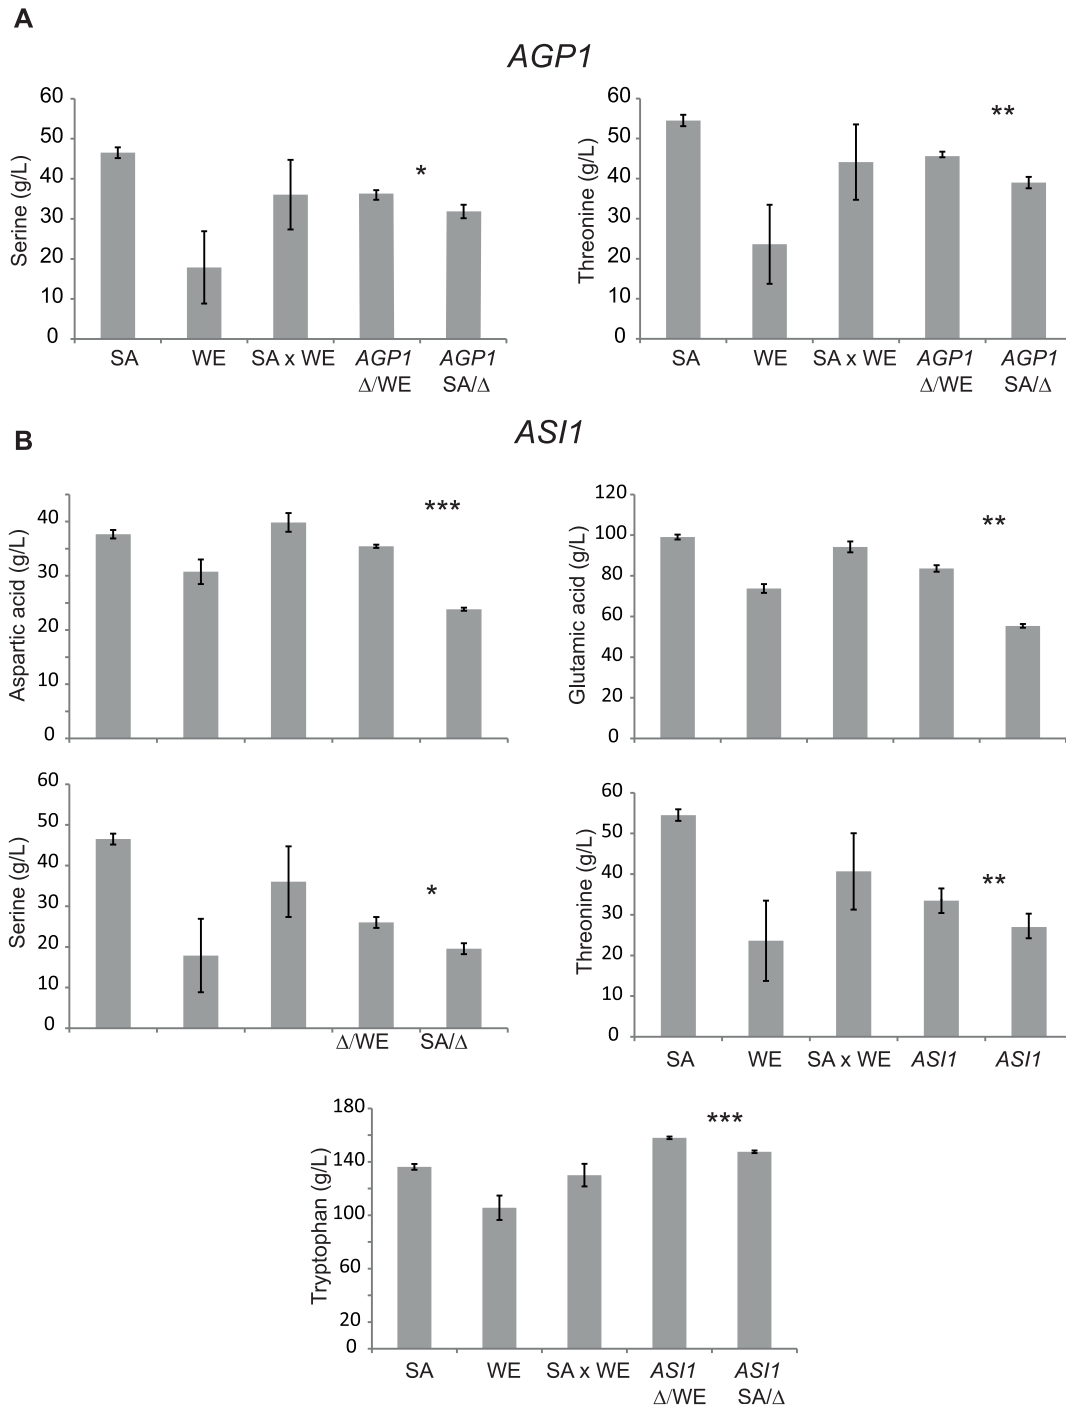 A
AGP1
Serine (g/L)
60
50
40
30
20
10
0
*
SA WE SA x WE AGP1 AGP1
Δ/WE SA/Δ
Threonine (g/L)
60
50
40
30
20
10
0
**
SA WE SA x WE AGP1 AGP1
Δ/WE SA/Δ
B
ASI1
Aspartic acid (g/L)
40
30
20
10
0
***
Glutamic acid (g/L)
120
100
80
60
40
20
0
**
Serine (g/L)
60
50
40
30
20
10
0
*
Δ/WE SA/Δ
Threonine (g/L)
60
50
40
30
20
10
0
**
SA WE SA x WE ASI1 ASI1
Tryptophan (g/L)
180
140
100
60
20
0
***
SA WE SA x WE ASI1 ASI1
Δ/WE SA/Δ